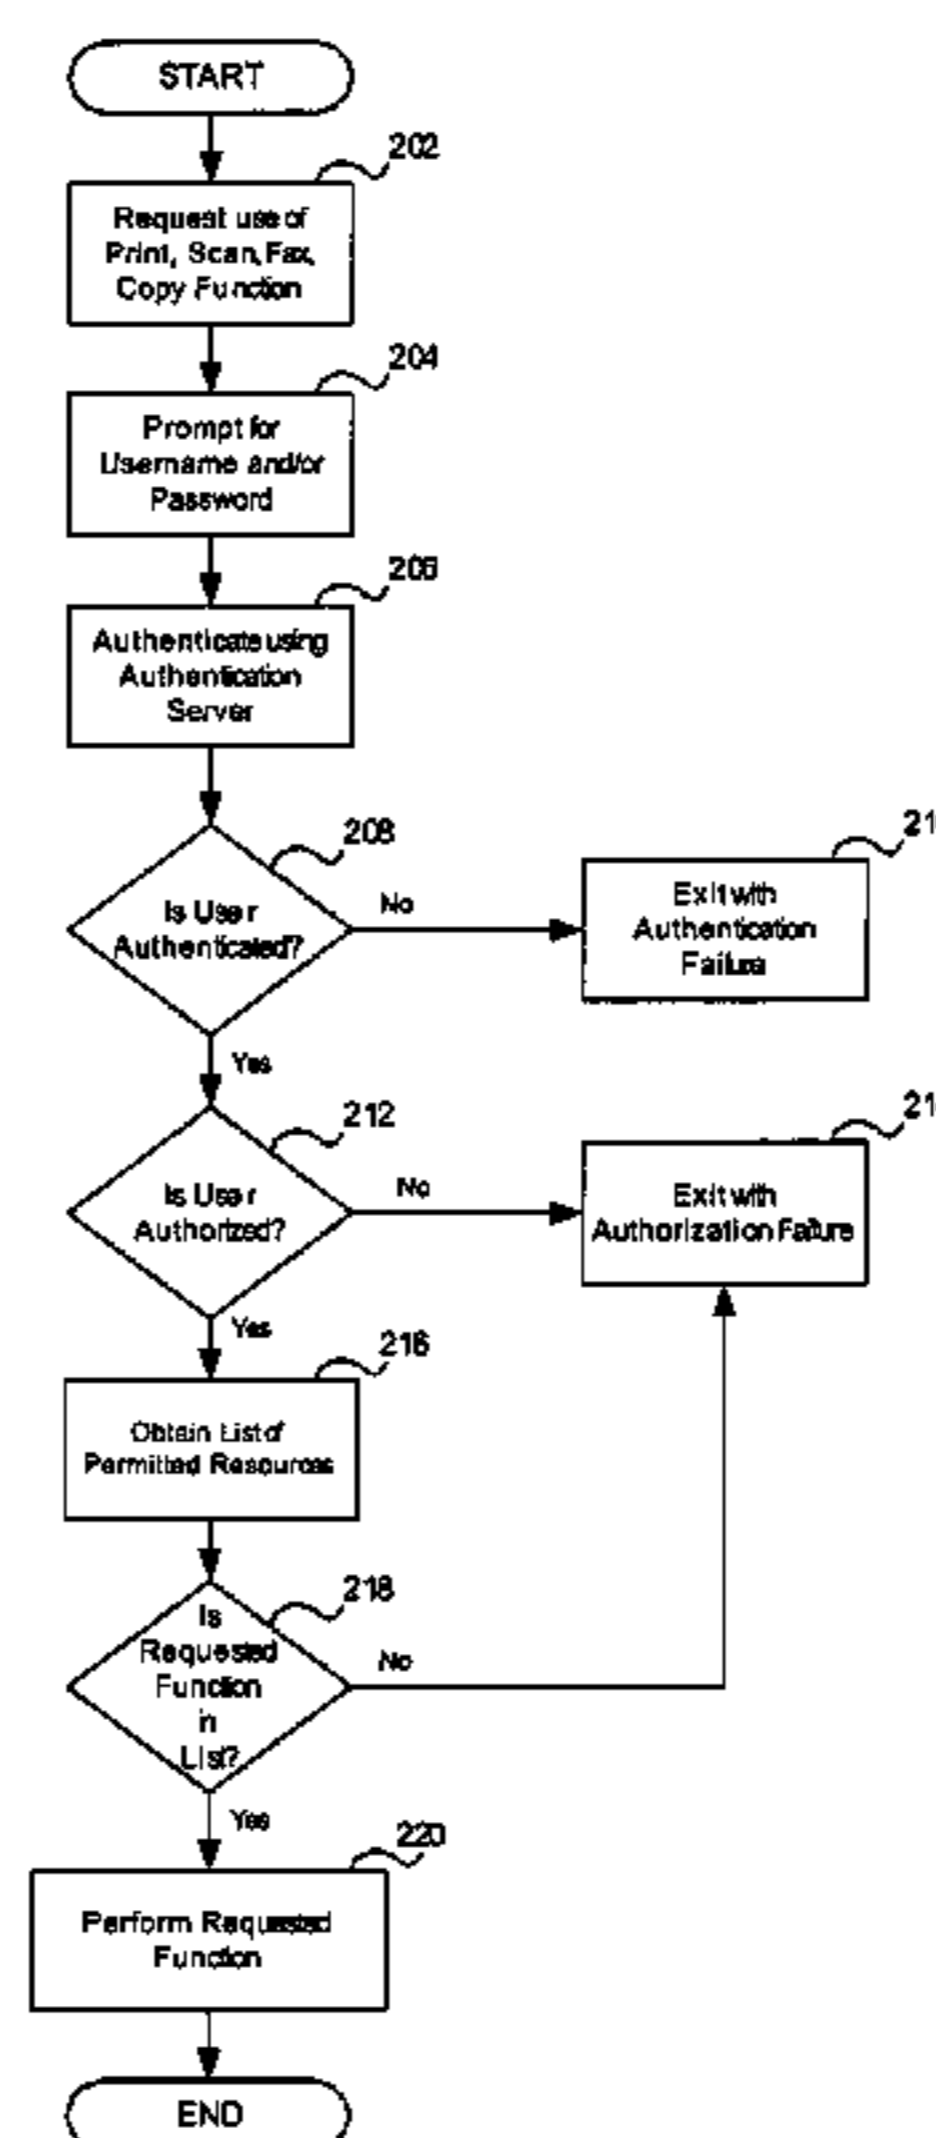 START
202
Request use of
Print, Scan, Fax,
Copy Function
204
Prompt for
Username and/or
Password
206
Authenticate using
Authentication
Server
208
Is User
Authenticated?
No
21
Exit with
Authentication
Failure
Yes
212
Is User
Authorized?
No
21
Exit with
Authorization Failure
Yes
216
Obtain List of
Permitted Resources
218
Is
Requested
Function
in
List?
No
Yes
220
Perform Requested
Function
END